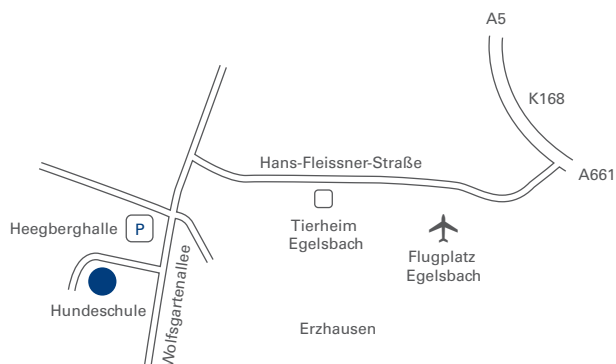 A5
K168
Hans-Fleissner-Straße
A661
Heegberghalle
P
Tierheim
Egelsbach
Flugplatz
Egelsbach
Hundeschule
Wolfsgartenallee
Erzhausen